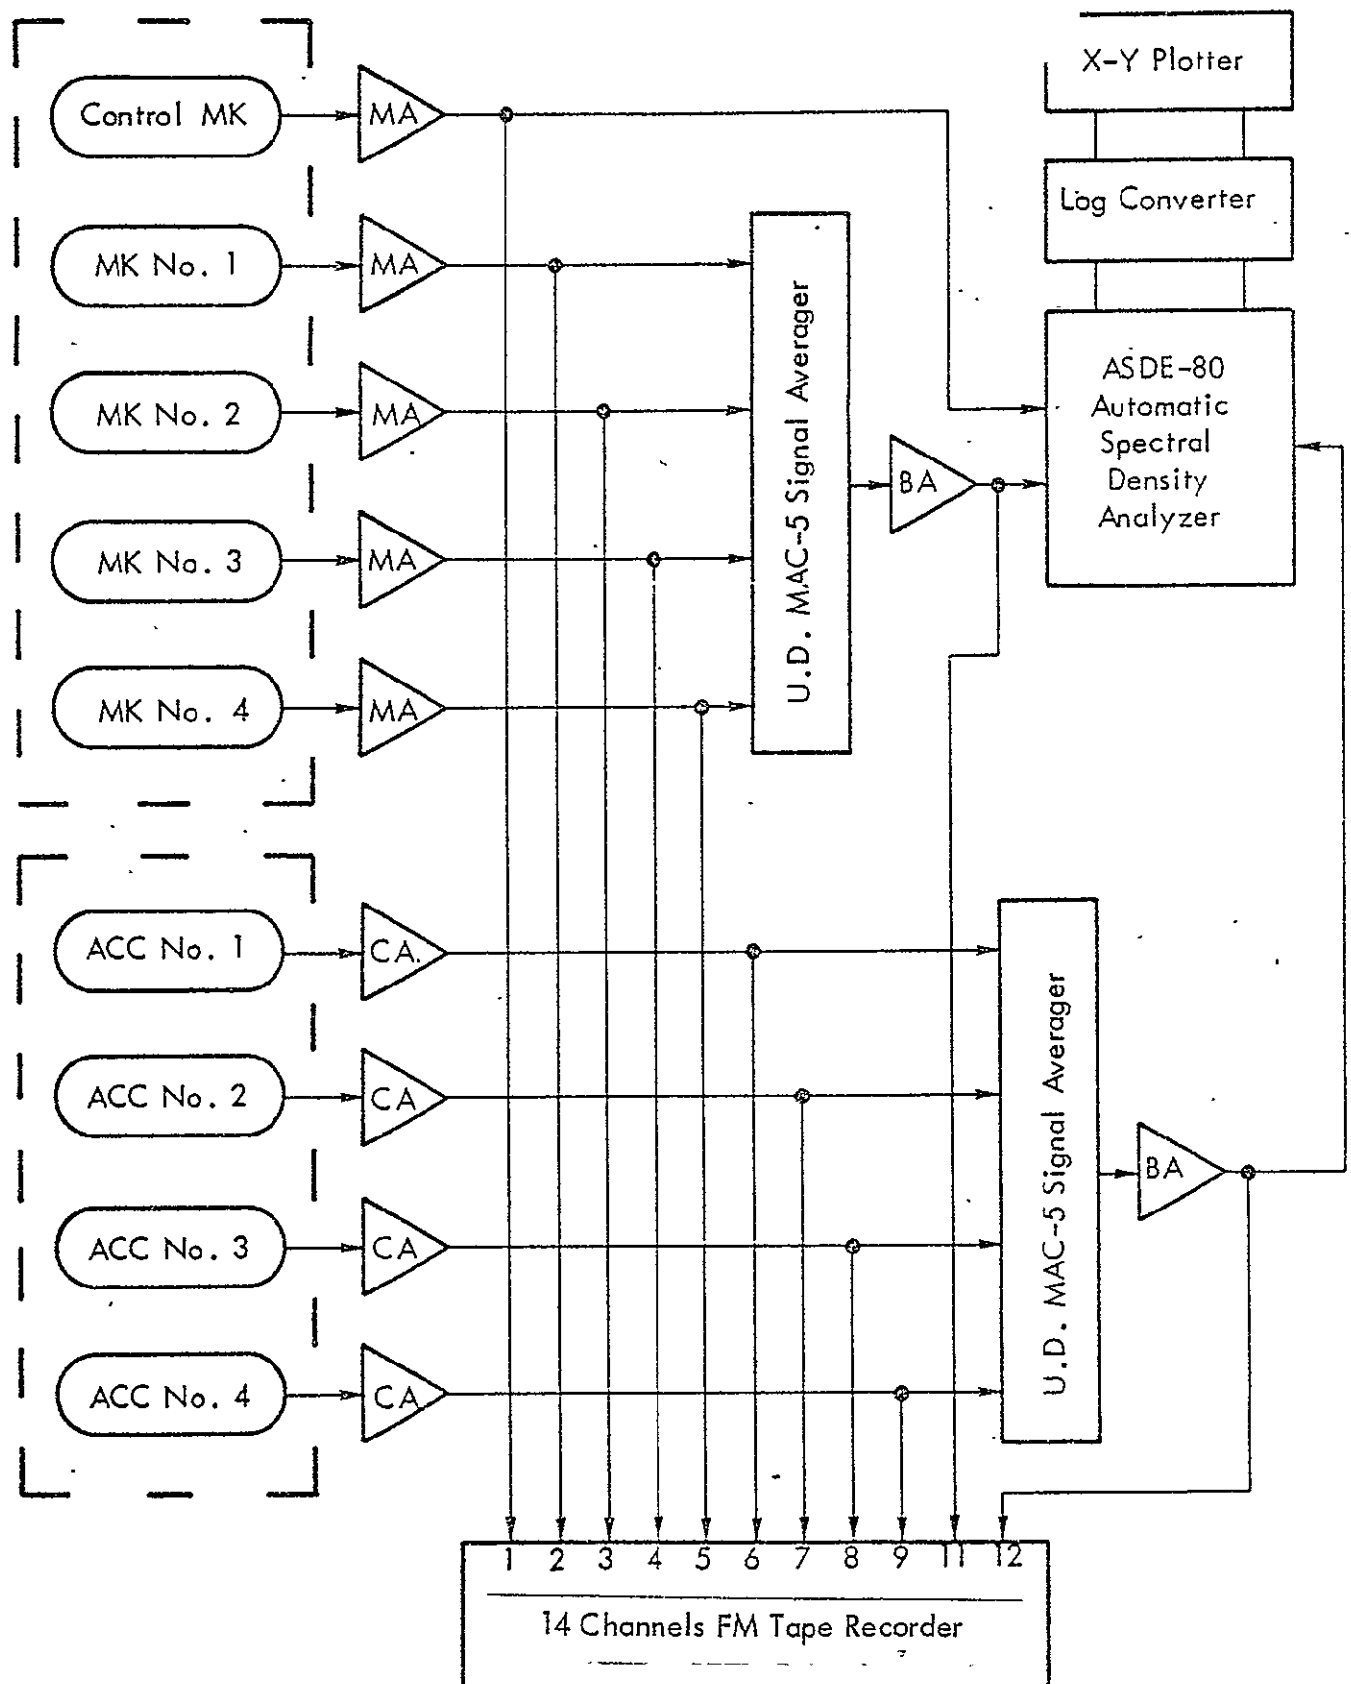 X-Y Plotter
Control MK
MA
Log Converter
MK No. 1
MA
U.D. MAC-5 Signal Averager
MK No. 2
MA
ASDE-80
Automatic
Spectral
Density
Analyzer
BA
MK No. 3
MA
MK No. 4
MA
ACC No. 1
CA.
U.D. MAC-5 Signal Averager
ACC No. 2
CA
BA
ACC No. 3
CA
ACC No. 4
CA
1 2 3 4 5 6 7 8 9 11 12
14 Channels FM Tape Recorder